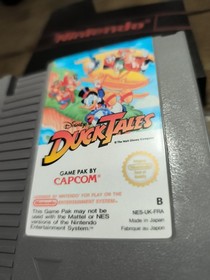 Nintendo
Disney's
DUCKTALES
© The Walt Disney Company
GAME PAK BY
CAPCOM
B
NES-UK-FRA
This Game Pak may not be
used with the Mattel or NES
versions of the Nintendo
Entertainment System.
Made in Japan
Fabriqué au Japon